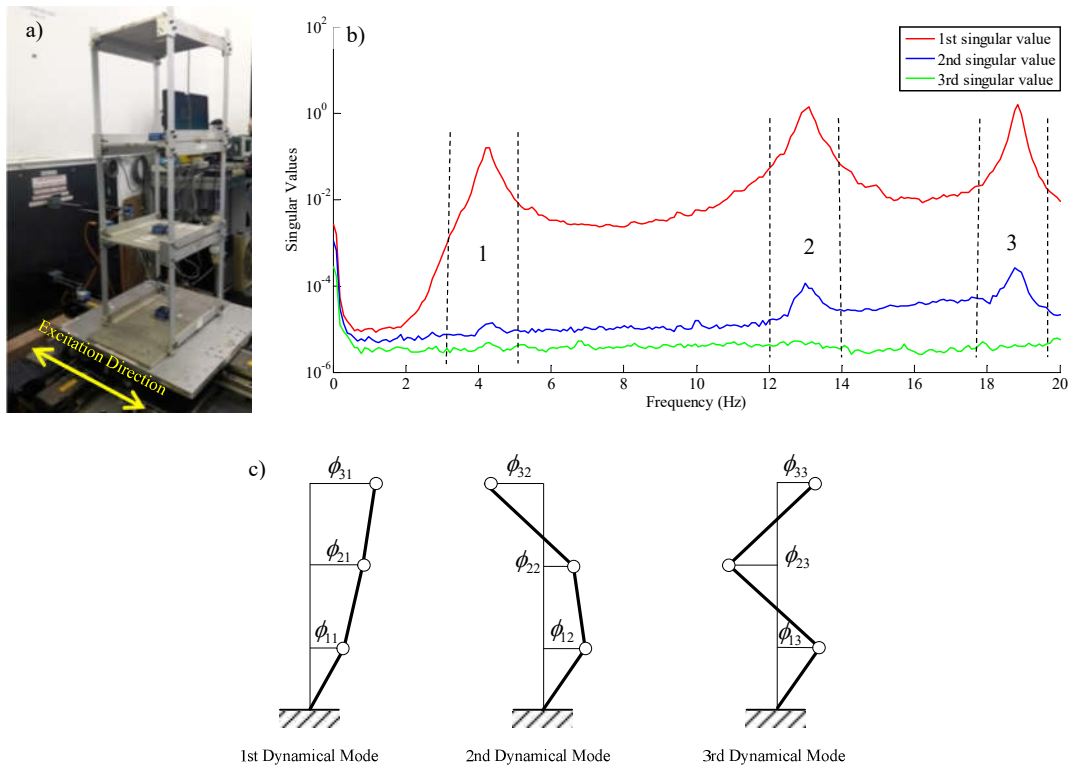 a)
Excitation Direction
b)
1st singular value
2nd singular value
3rd singular value
10^2
10^0
10^-2
10^-4
10^-6
Singular Values
1
2
3
0 2 4 6 8 10 12 14 16 18 20
Frequency (Hz)
c)
ϕ31 ϕ32 ϕ33
ϕ21 ϕ22 ϕ23
ϕ11 ϕ12 ϕ13
1st Dynamical Mode 2nd Dynamical Mode 3rd Dynamical Mode